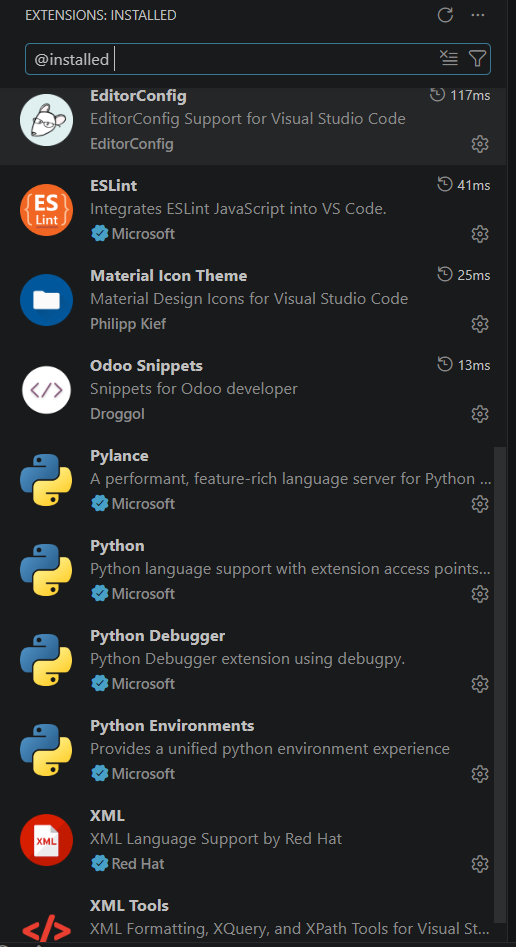 EXTENSIONS: INSTALLED
@installed
EditorConfig 117ms
EditorConfig Support for Visual Studio Code
EditorConfig
ES
Lint
ESLint 41ms
Integrates ESLint JavaScript into VS Code.
Microsoft
Material Icon Theme 25ms
Material Design Icons for Visual Studio Code
Philipp Kief
</>
Odoo Snippets 13ms
Snippets for Odoo developer
Droggol
Pylance
A performant, feature-rich language server for Python ...
Microsoft
Python
Python language support with extension access points...
Microsoft
Python Debugger
Python Debugger extension using debugpy.
Microsoft
Python Environments
Provides a unified python environment experience
Microsoft
XML
XML
XML Language Support by Red Hat
Red Hat
</>
XML Tools
XML Formatting, XQuery, and XPath Tools for Visual St...